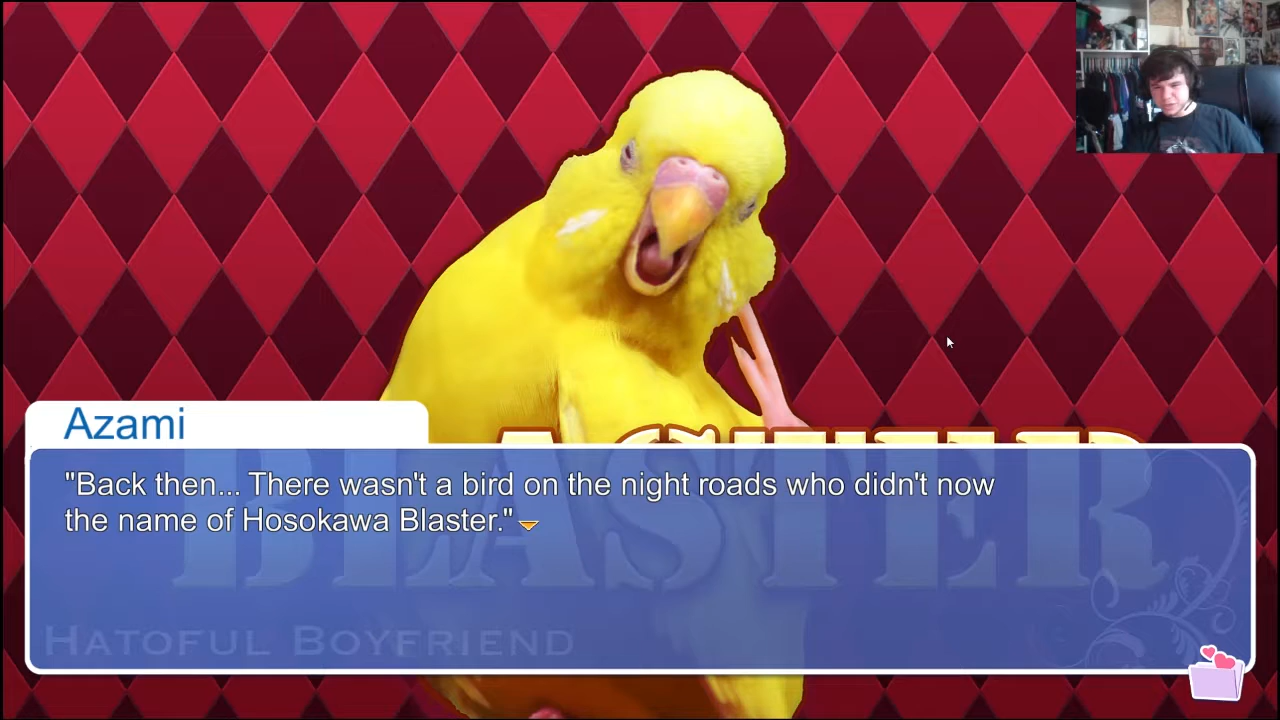 Azami
"Back then... There wasn't a bird on the night roads who didn't now
the name of Hosokawa Blaster."
BLASTER
HATOFUL BOYFRIEND